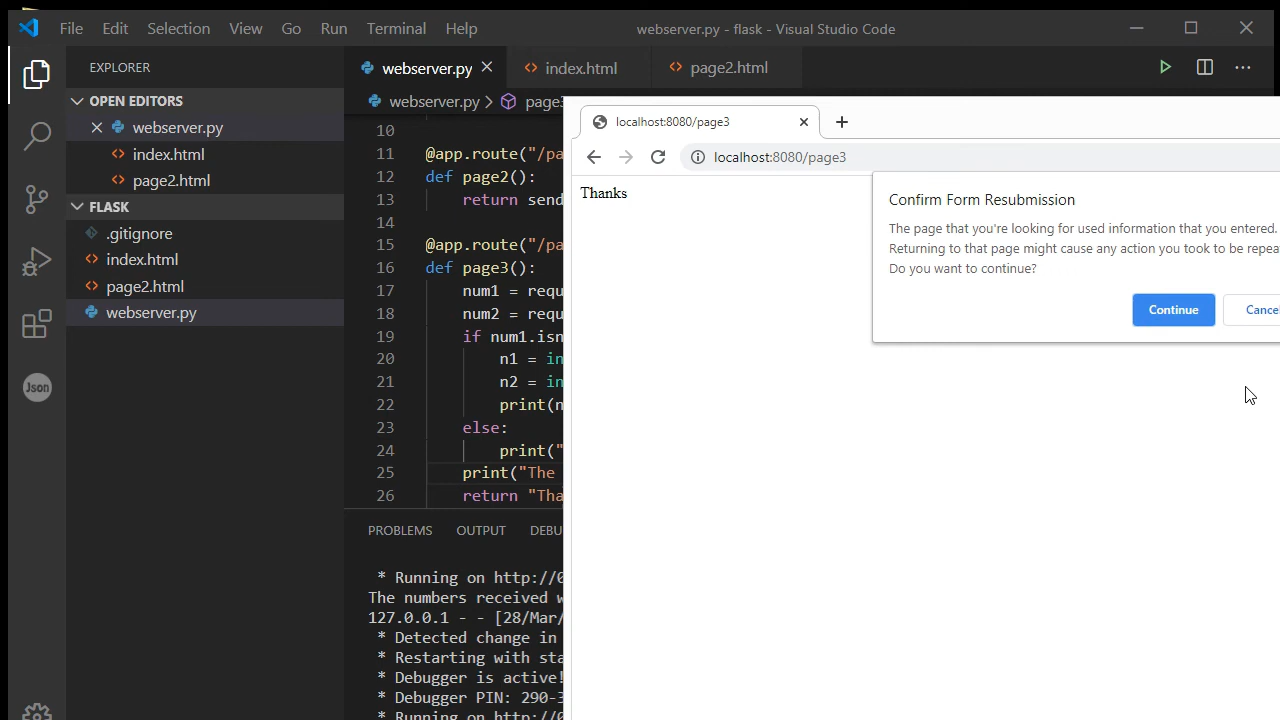 File Edit Selection View Go Run Terminal Help
webserver.py - flask - Visual Studio Code
EXPLORER
OPEN EDITORS
webserver.py
index.html
page2.html
FLASK
.gitignore
index.html
page2.html
webserver.py
Json
webserver.py index.html page2.html
webserver.py
10
11 @app.route("/pa
12 def page2():
13 return send
14
15 @app.route("/pa
16 def page3():
17 num1 = requ
18 num2 = requ
19 if num1.isn
20 n1 = in
21 n2 = in
22 print(n
23 else:
24 print("
25 print("The
26 return "Tha
PROBLEMS OUTPUT DEBU
* Running on http://0
The numbers received w
127.0.0.1 - - [28/Mar/
* Detected change in
* Restarting with sta
* Debugger is active!
* Debugger PIN: 290-3
* Running on http://0
localhost:8080/page3
localhost:8080/page3
Thanks
Confirm Form Resubmission
The page that you're looking for used information that you entered.
Returning to that page might cause any action you took to be repea
Do you want to continue?
Continue Cancel